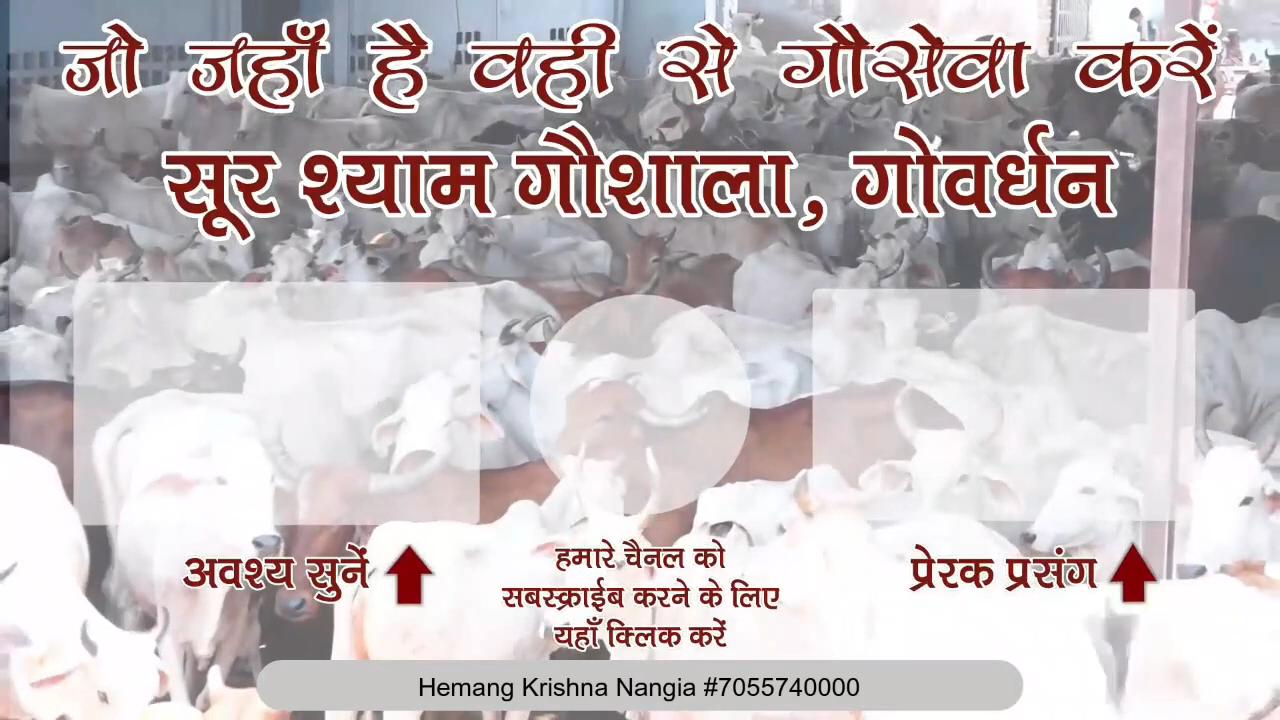 जो जहाँ है वही से गौसेवा करें
सूर श्याम गौशाला, गोवर्धन
अवश्य सुनें
हमारे चैनल को
सबस्क्राईब करने के लिए
यहाँ क्लिक करें
प्रेरक प्रसंग
Hemang Krishna Nangia #7055740000